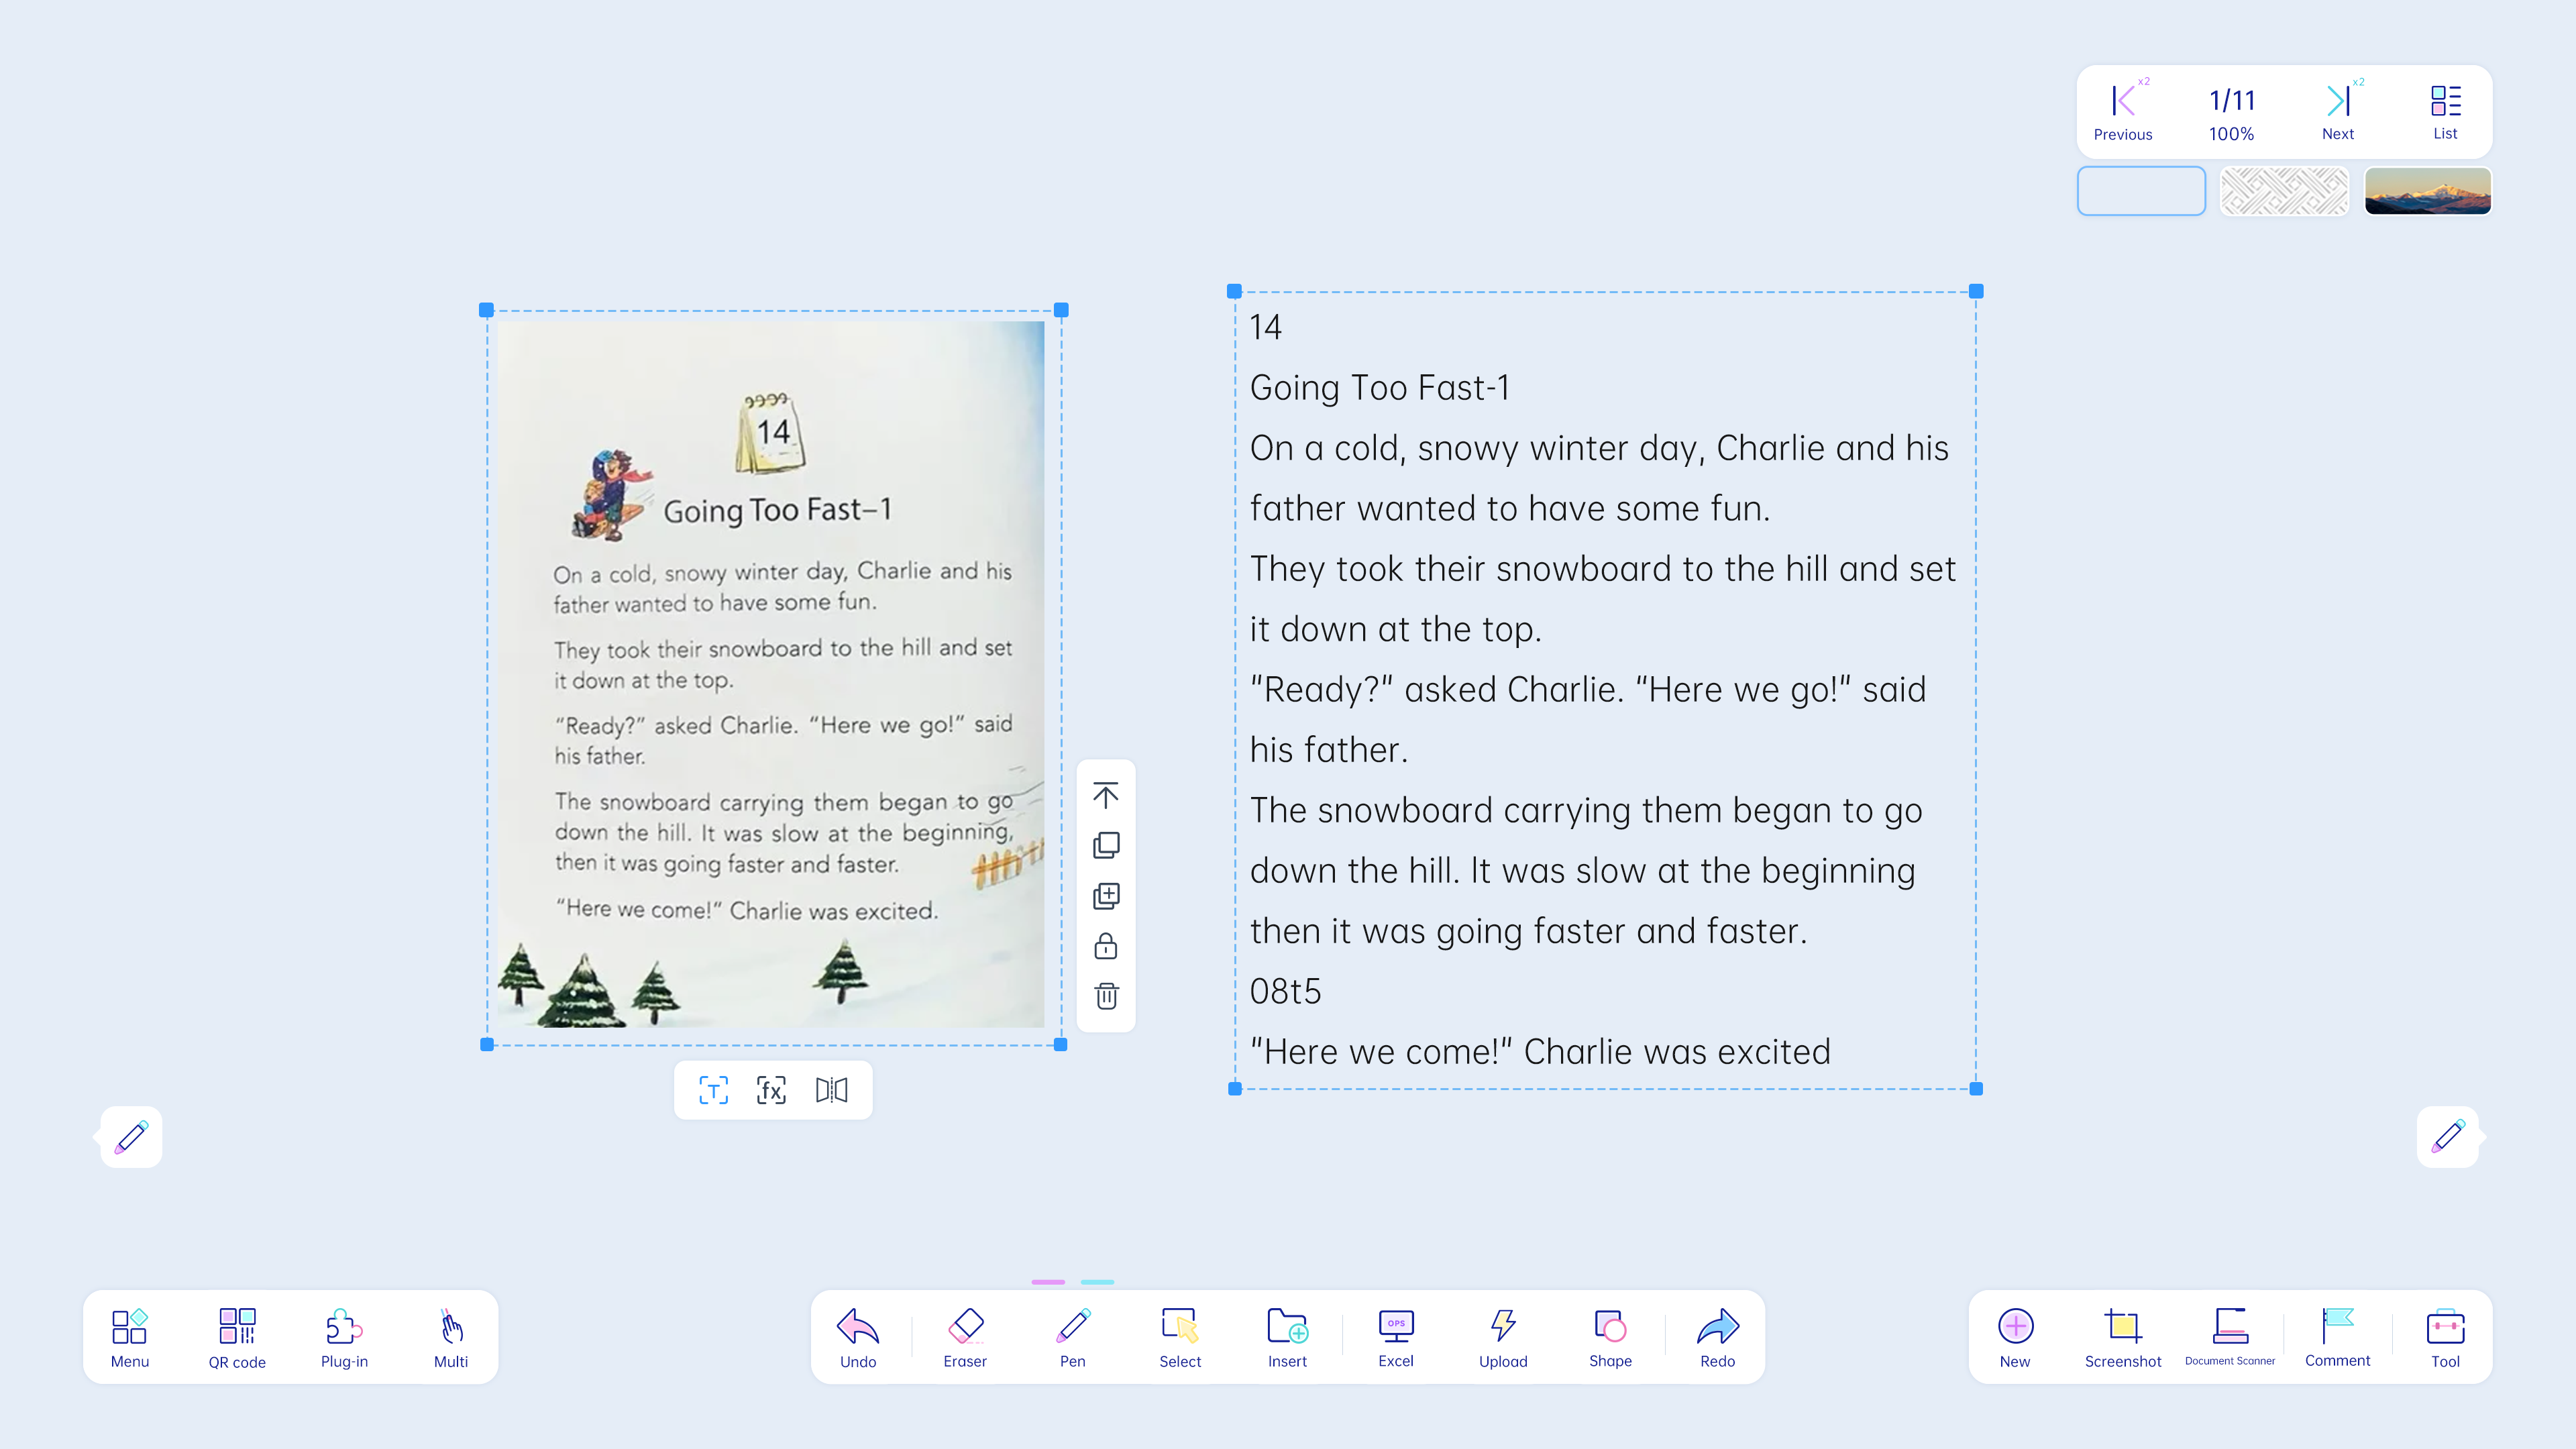 x2
x2
1/11
Previous
100%
Next
List
14
Going Too Fast–1
On a cold, snowy winter day, Charlie and his
father wanted to have some fun.
They took their snowboard to the hill and set
it down at the top.
“Ready?” asked Charlie. “Here we go!” said
his father.
The snowboard carrying them began to go
down the hill. It was slow at the beginning,
then it was going faster and faster.
“Here we come!” Charlie was excited.
T
fx
14
Going Too Fast-1
On a cold, snowy winter day, Charlie and his
father wanted to have some fun.
They took their snowboard to the hill and set
it down at the top.
"Ready?" asked Charlie. “Here we go!" said
his father.
The snowboard carrying them began to go
down the hill. It was slow at the beginning
then it was going faster and faster.
08t5
"Here we come!" Charlie was excited
Menu
QR code
Plug-in
Multi
Undo
Eraser
Pen
Select
Insert
OPS
Excel
Upload
Shape
Redo
New
Screenshot
Document Scanner
Comment
Tool